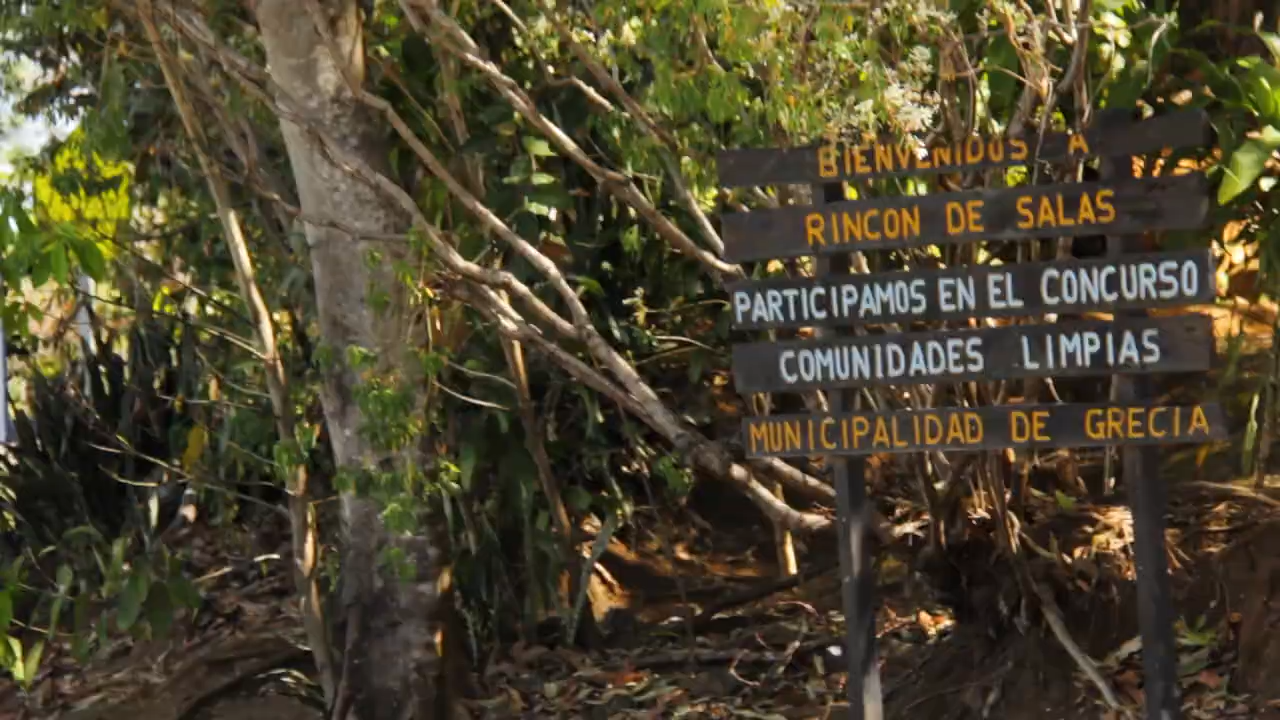 BIENVENIDOS A
RINCON DE SALAS
PARTICIPAMOS EN EL CONCURSO
COMUNIDADES LIMPIAS
MUNICIPALIDAD DE GRECIA